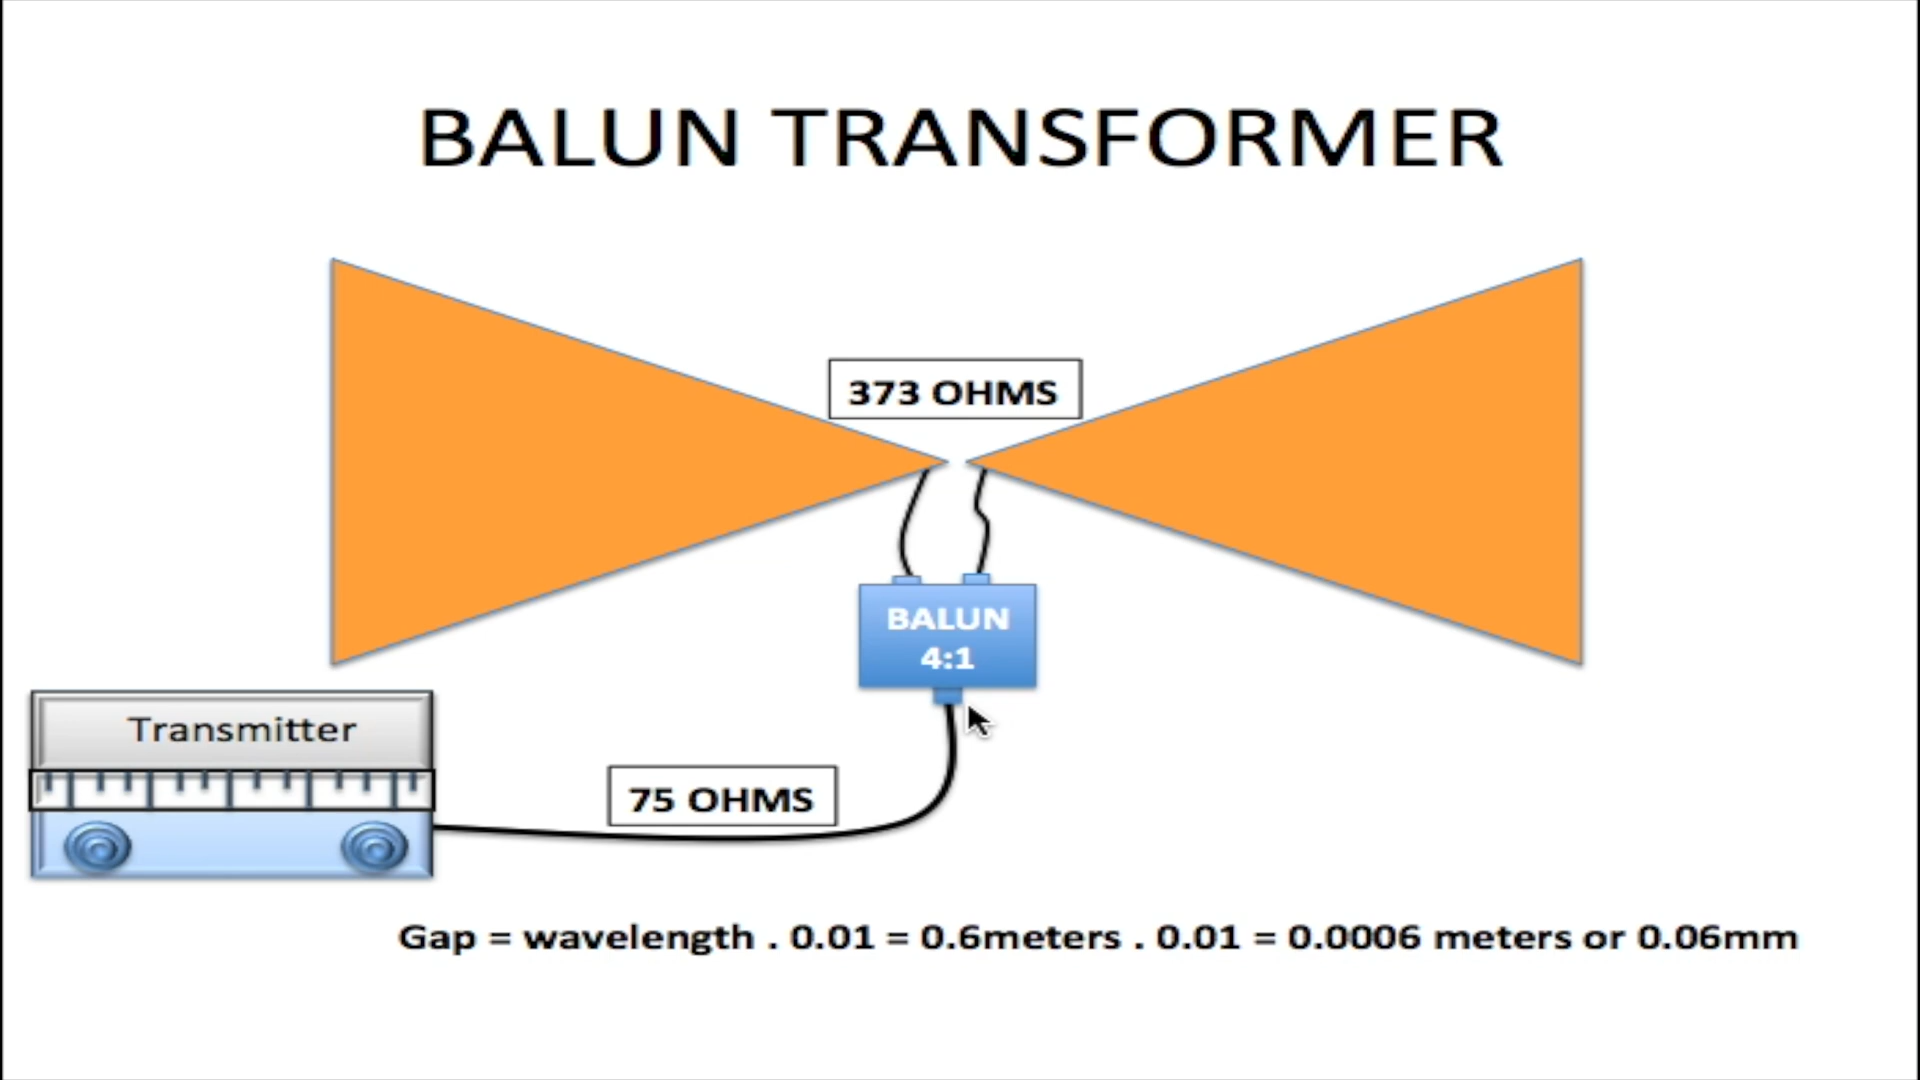 BALUN TRANSFORMER
373 OHMS
BALUN
4:1
Transmitter
75 OHMS
Gap = wavelength . 0.01 = 0.6meters . 0.01 = 0.0006 meters or 0.06mm